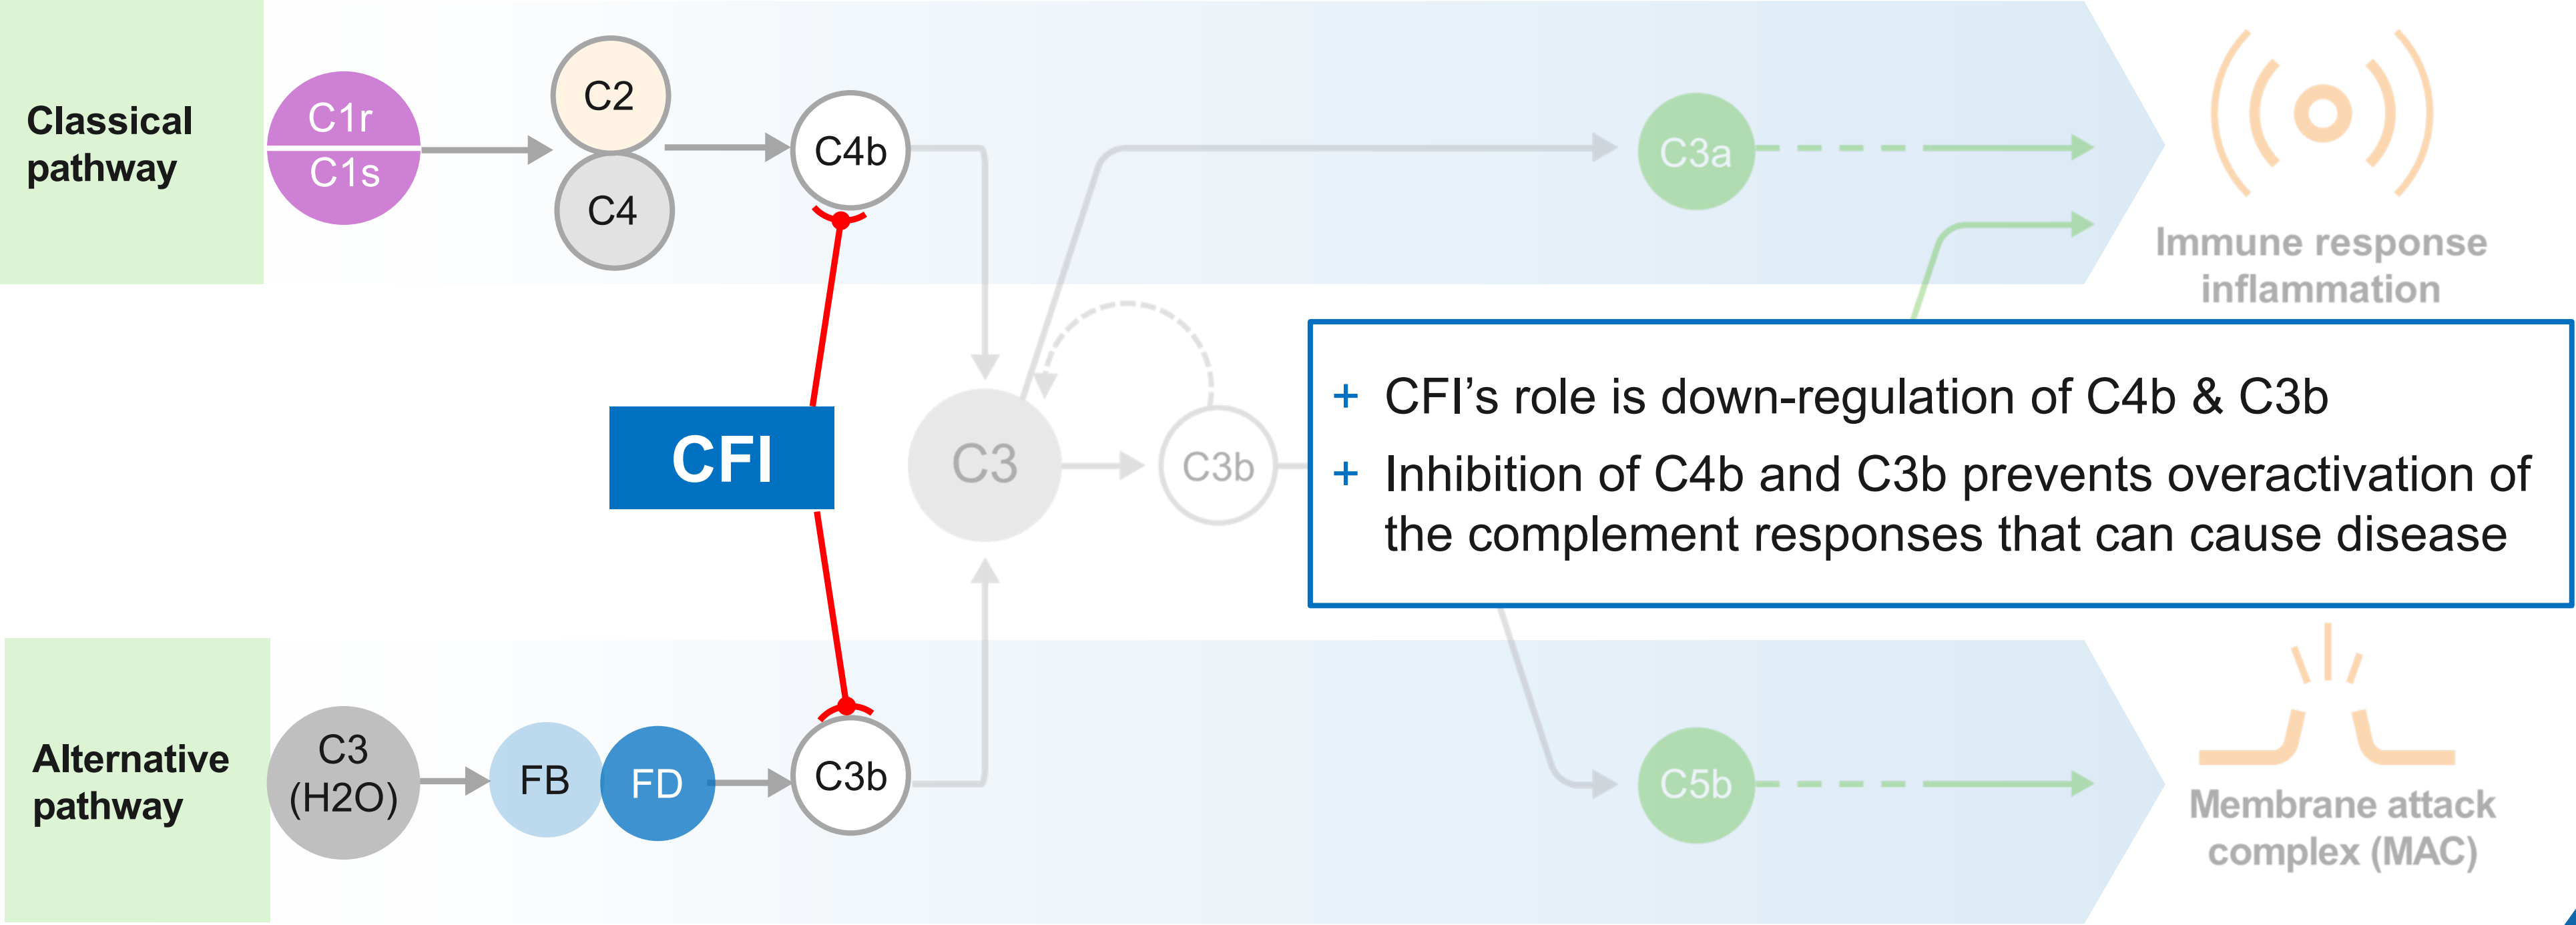 Classical
pathway
C1r
C1s
C2
C4
C4b
C3a
Immune response
inflammation
CFI
C3
C3b
+ CFI’s role is down-regulation of C4b & C3b
+ Inhibition of C4b and C3b prevents overactivation of
the complement responses that can cause disease
Alternative
pathway
C3
(H2O)
FB
FD
C3b
C5b
Membrane attack
complex (MAC)